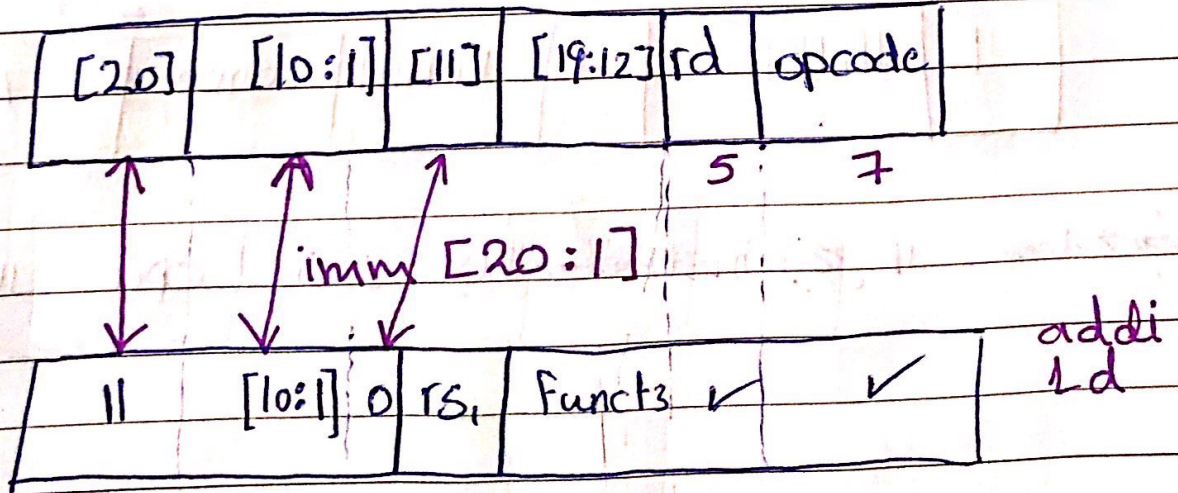 [20] [10:1] [11] [19:12] rd opcode
5 7
imm [20:1]
addi
ld
11 [10:1] 0 rs₁ funct3 ✓ ✓